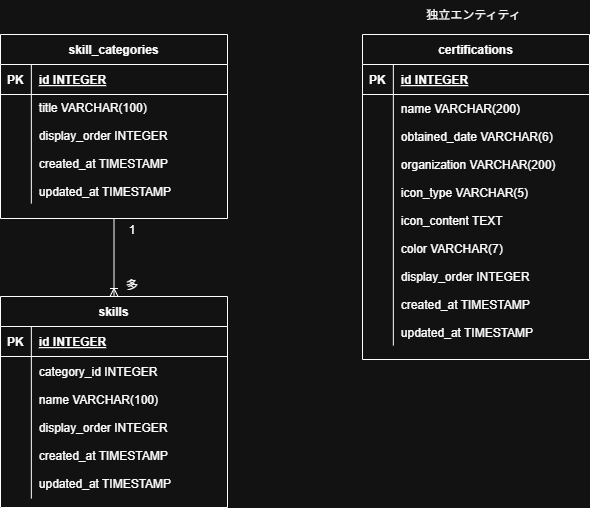 独立エンティティ
skill_categories
PK id INTEGER
title VARCHAR(100)
display_order INTEGER
created_at TIMESTAMP
updated_at TIMESTAMP
1
多
skills
PK id INTEGER
category_id INTEGER
name VARCHAR(100)
display_order INTEGER
created_at TIMESTAMP
updated_at TIMESTAMP
certifications
PK id INTEGER
name VARCHAR(200)
obtained_date VARCHAR(6)
organization VARCHAR(200)
icon_type VARCHAR(5)
icon_content TEXT
color VARCHAR(7)
display_order INTEGER
created_at TIMESTAMP
updated_at TIMESTAMP